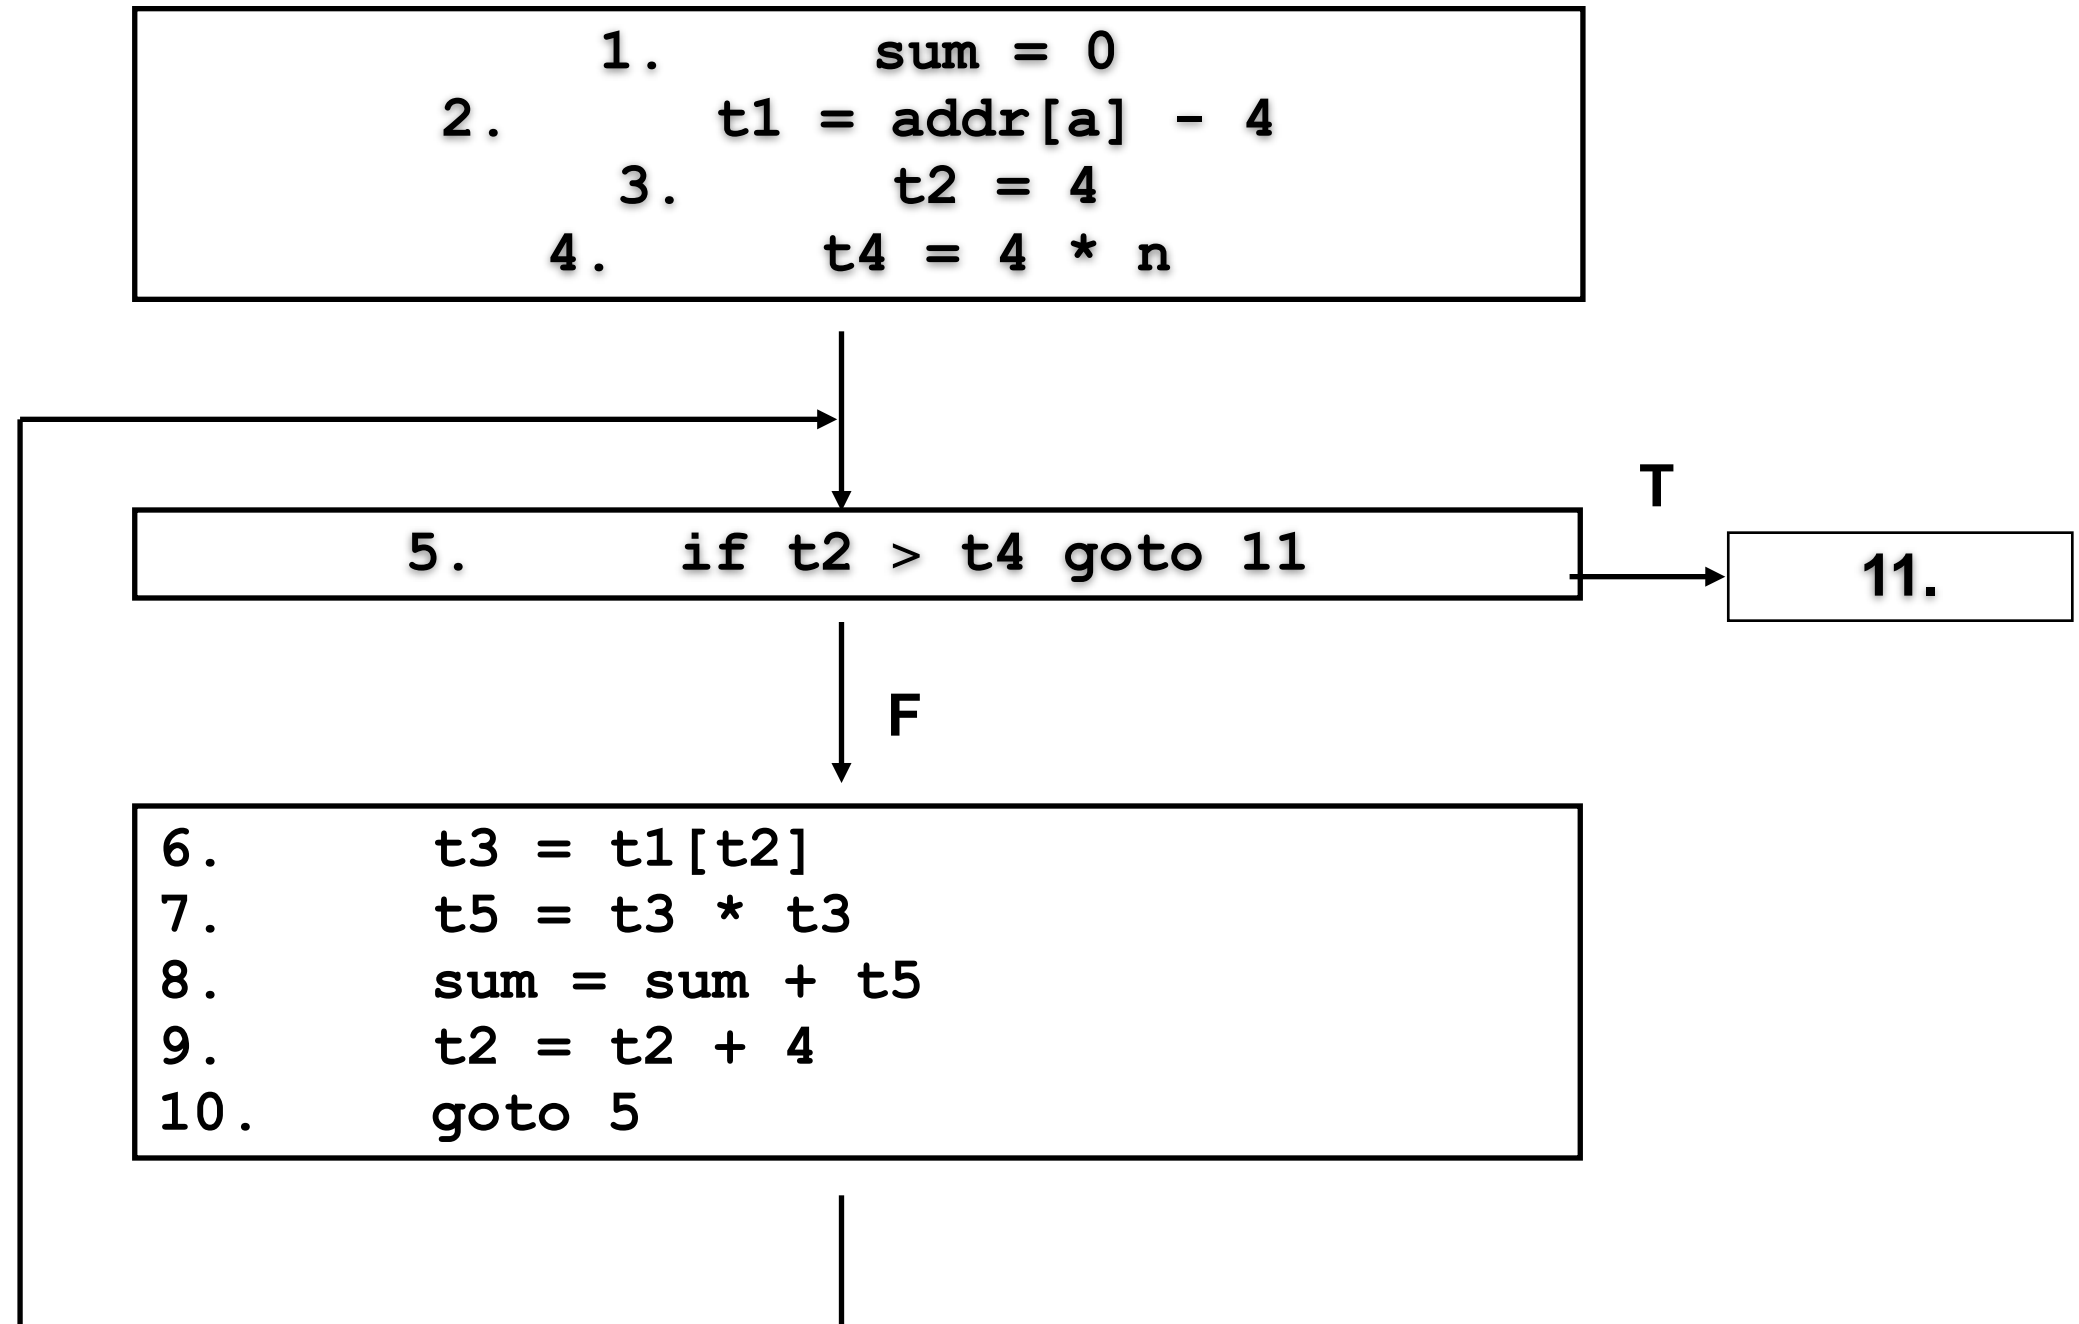 1. sum = 0
2. t1 = addr[a] - 4
3. t2 = 4
4. t4 = 4 * n
T
5. if t2 > t4 goto 11
11.
F
6. t3 = t1[t2]
7. t5 = t3 * t3
8. sum = sum + t5
9. t2 = t2 + 4
10. goto 5